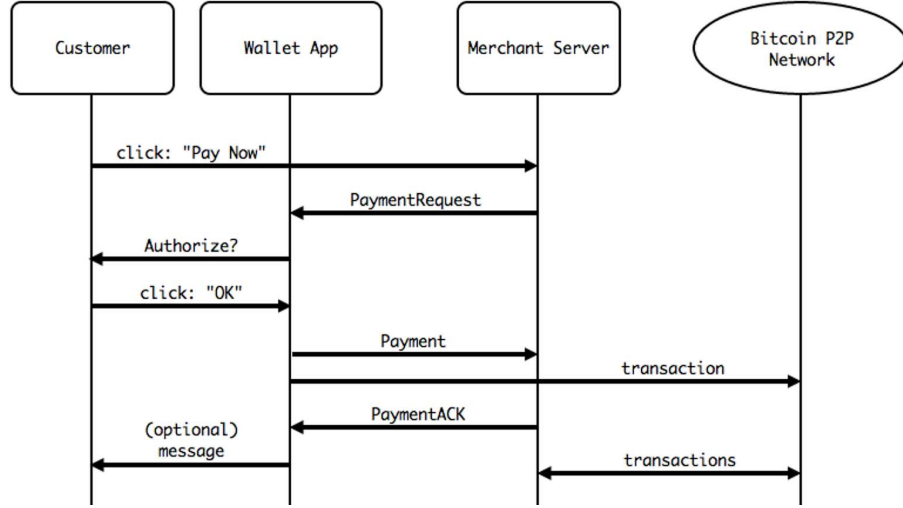 Customer
Wallet App
Merchant Server
Bitcoin P2P
Network
click: "Pay Now"
PaymentRequest
Authorize?
click: "OK"
Payment
transaction
PaymentACK
(optional)
message
transactions